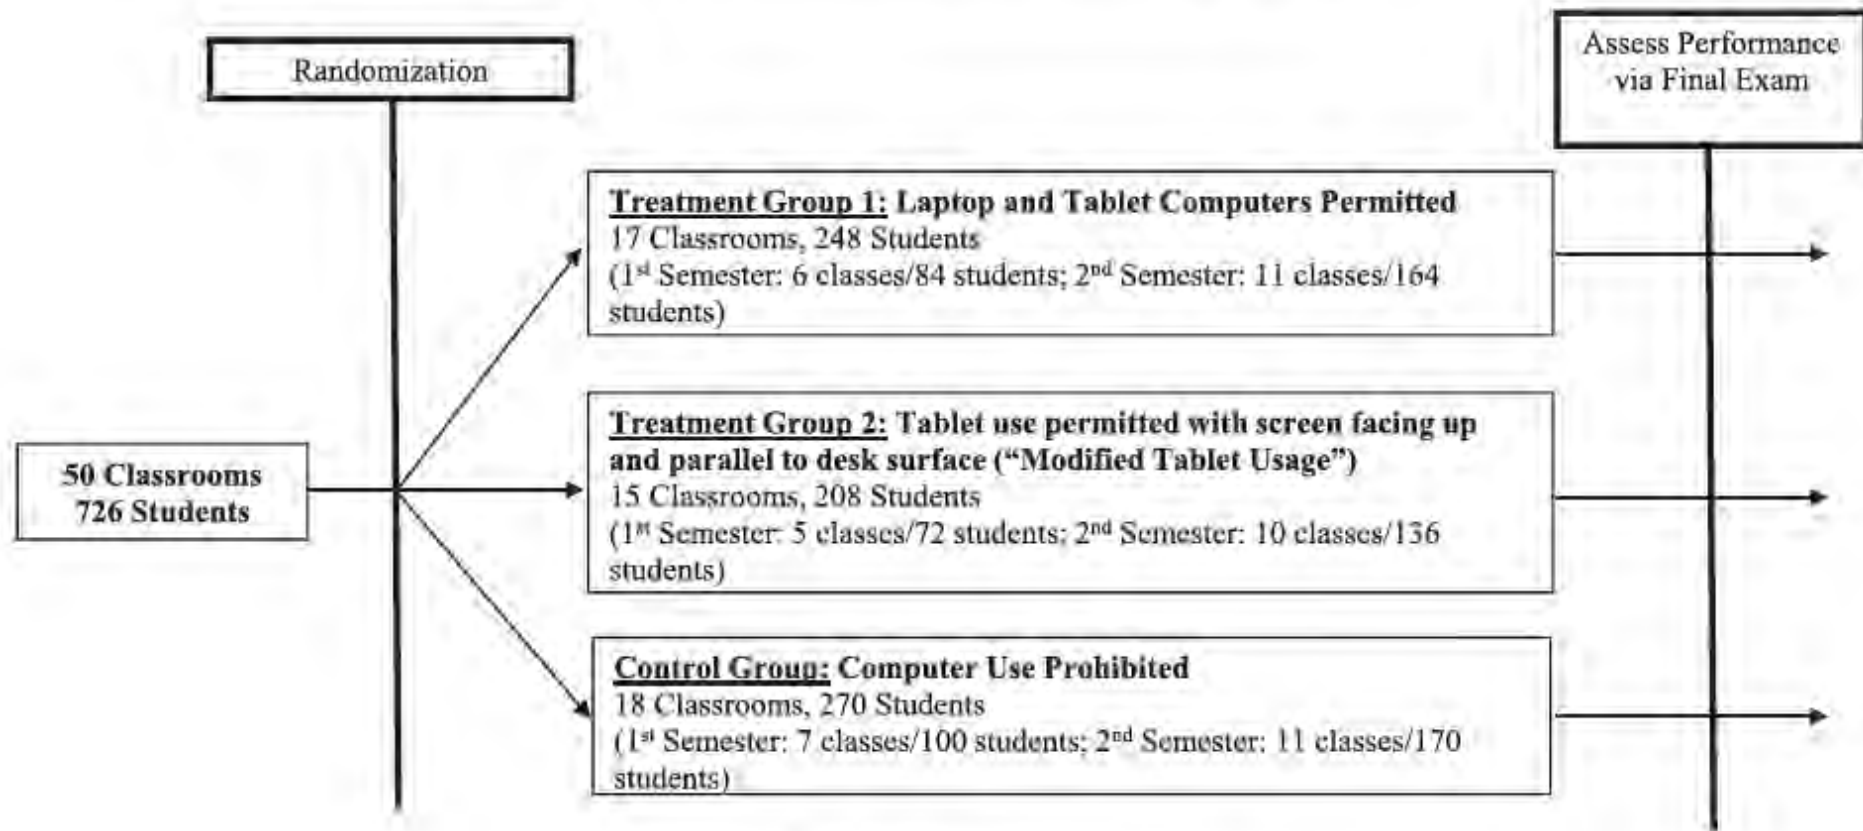 Randomization
Assess Performance
via Final Exam
Treatment Group 1: Laptop and Tablet Computers Permitted
17 Classrooms, 248 Students
(1st Semester: 6 classes/84 students; 2nd Semester: 11 classes/164
students)
50 Classrooms
726 Students
Treatment Group 2: Tablet use permitted with screen facing up
and parallel to desk surface (“Modified Tablet Usage”)
15 Classrooms, 208 Students
(1st Semester: 5 classes/72 students; 2nd Semester: 10 classes/136
students)
Control Group: Computer Use Prohibited
18 Classrooms, 270 Students
(1st Semester: 7 classes/100 students; 2nd Semester: 11 classes/170
students)